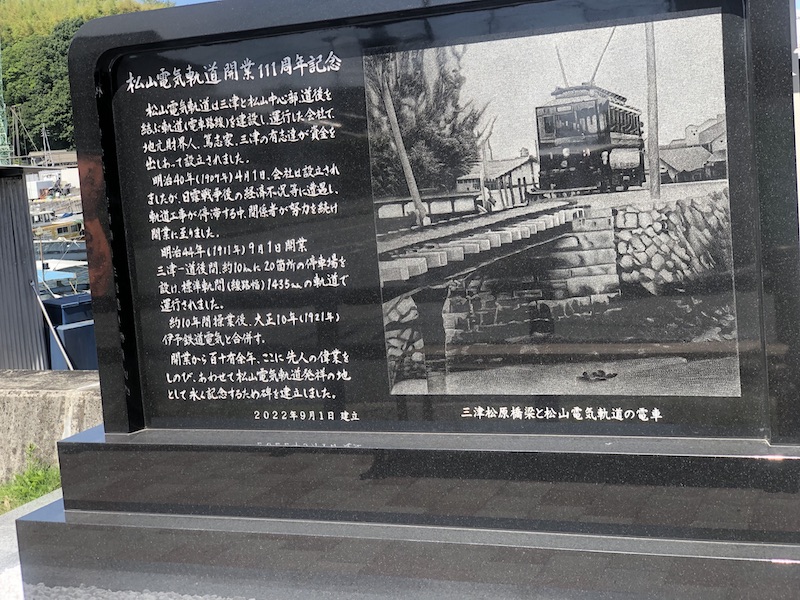 松山電気軌道開業111周年記念
松山電気軌道は三津と松山中心部道後を
結ぶ軌道(電車路線)を建設し運行した会社で、
地元財界人、篤志家、三津の有志達が資金を
出しあって設立されました。
明治40年(1907年)4月1日、会社は設立され
ましたが、日露戦争後の経済不況等に遭遇し、
軌道工事が停滞する中、関係者が努力を続け
開業に至りました。
明治44年(1911年)9月1日開業
三津ー道後間、約10㎞に20箇所の停車場を
設け、標準軌間(線路幅)1435㎜の軌道で
運行されました。
約10年間操業後、大正10年(1921年)
伊予鉄道電気と合併す。
開業から百十有余年、ここに先人の偉業を
しのび、あわせて松山電気軌道発祥の地
として永く記念するため碑を建立しました。
2022年9月1日 建立
三津松原橋梁と松山電気軌道の電車